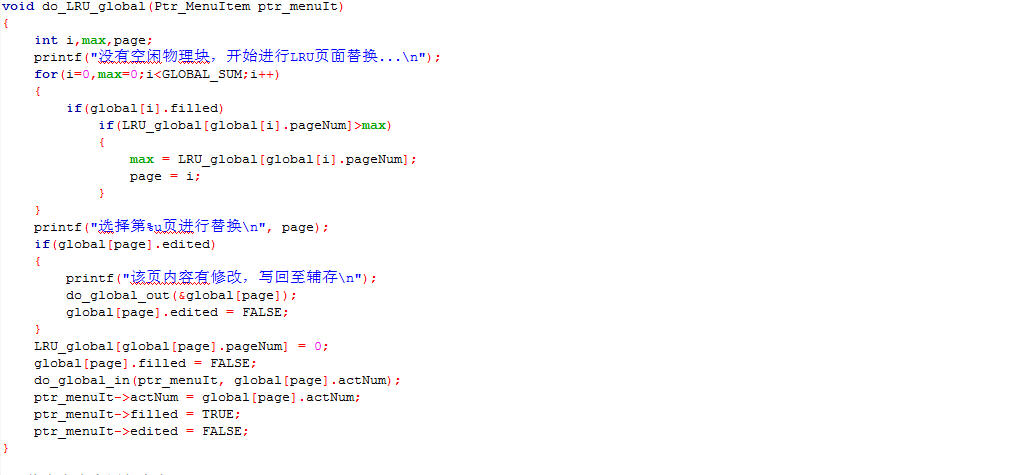 void do_LRU_global(Ptr_MenuItem ptr_menuIt)
{
    int i,max,page;
    printf("没有空闲物理块，开始进行LRU页面替换...\n");
    for(i=0,max=0;i<GLOBAL_SUM;i++)
    {
        if(global[i].filled)
            if(LRU_global[global[i].pageNum]>max)
            {
                max = LRU_global[global[i].pageNum];
                page = i;
            }
    }
    printf("选择第%u页进行替换\n", page);
    if(global[page].edited)
    {
        printf("该页内容有修改，写回至辅存\n");
        do_global_out(&global[page]);
        global[page].edited = FALSE;
    }
    LRU_global[global[page].pageNum] = 0;
    global[page].filled = FALSE;
    do_global_in(ptr_menuIt, global[page].actNum);
    ptr_menuIt->actNum = global[page].actNum;
    ptr_menuIt->filled = TRUE;
    ptr_menuIt->edited = FALSE;
}